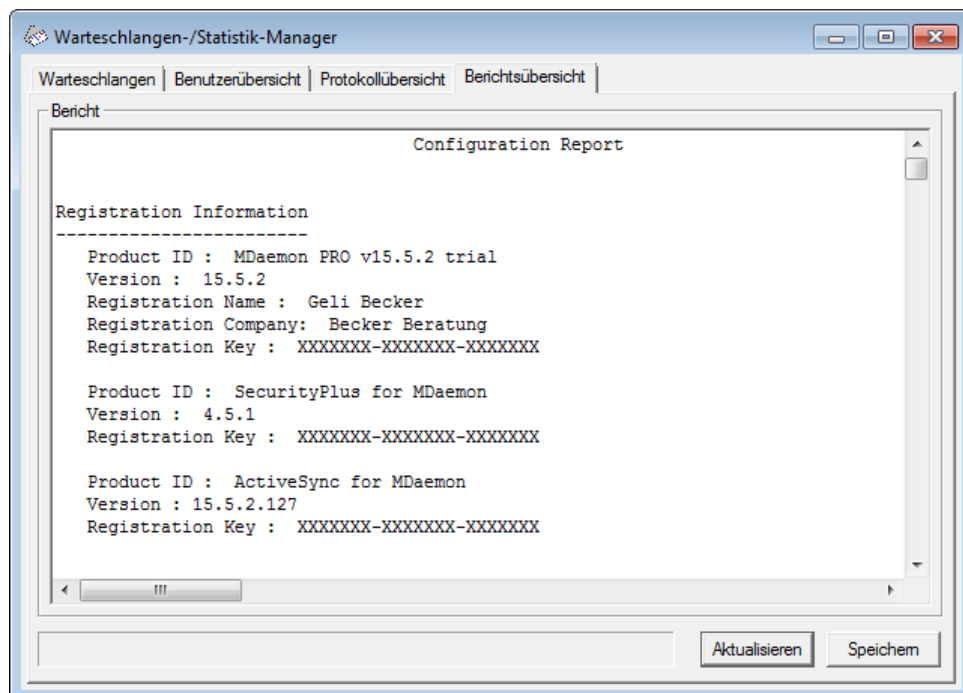 Warteschlangen-/Statistik-Manager
Warteschlangen Benutzerübersicht Protokollübersicht Berichtsübersicht
Bericht
Configuration Report
Registration Information
------------------------
Product ID : MDaemon PRO v15.5.2 trial
Version : 15.5.2
Registration Name : Geli Becker
Registration Company: Becker Beratung
Registration Key : XXXXXXX-XXXXXXX-XXXXXXX
Product ID : SecurityPlus for MDaemon
Version : 4.5.1
Registration Key : XXXXXXX-XXXXXXX-XXXXXXX
Product ID : ActiveSync for MDaemon
Version : 15.5.2.127
Registration Key : XXXXXXX-XXXXXXX-XXXXXXX
Aktualisieren Speichern